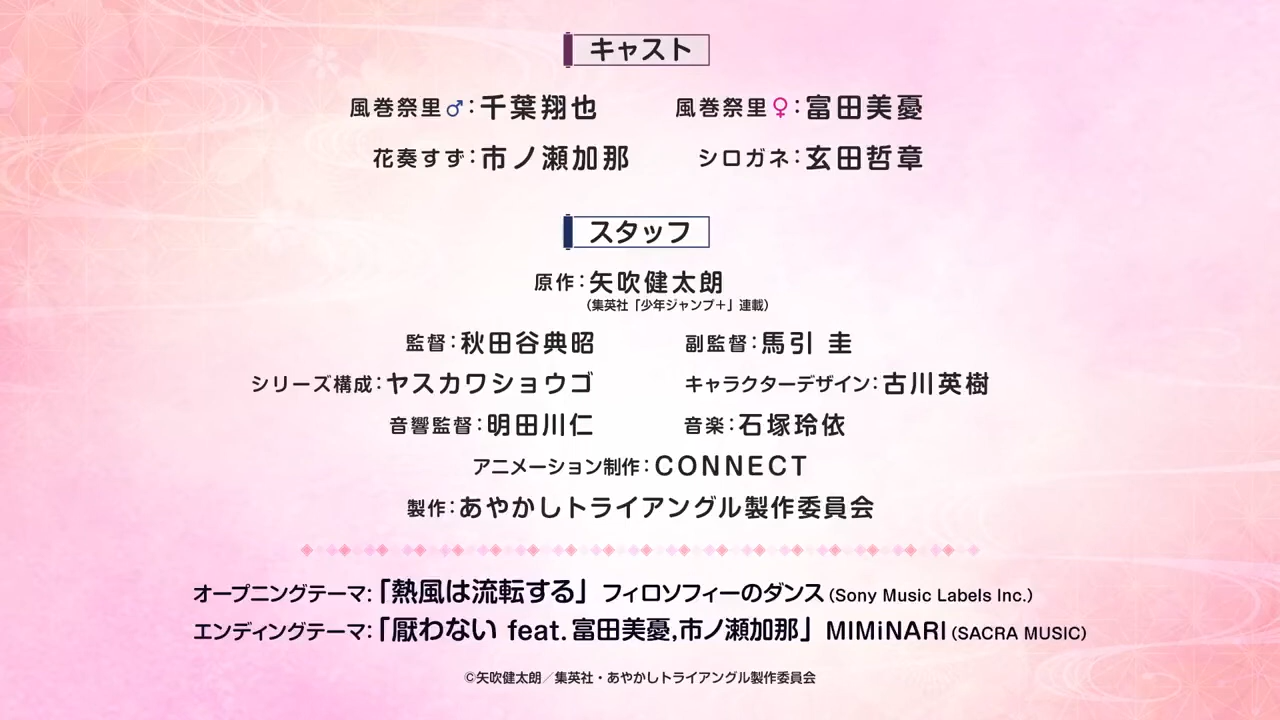 キャスト
風巻祭里♂：千葉翔也　風巻祭里♀：富田美憂
花奏すず：市ノ瀬加那　シロガネ：玄田哲章
スタッフ
原作：矢吹健太朗
（集英社「少年ジャンプ＋」連載）
監督：秋田谷典昭　副監督：馬引 圭
シリーズ構成：ヤスカワショウゴ　キャラクターデザイン：古川英樹
音響監督：明田川仁　音楽：石塚玲依
アニメーション制作：CONNECT
製作：あやかしトライアングル製作委員会
オープニングテーマ：「熱風は流転する」 フィロソフィーのダンス (Sony Music Labels Inc.)
エンディングテーマ：「厭わない feat. 富田美憂,市ノ瀬加那」 MIMiNARI (SACRA MUSIC)
©矢吹健太朗／集英社・あやかしトライアングル製作委員会